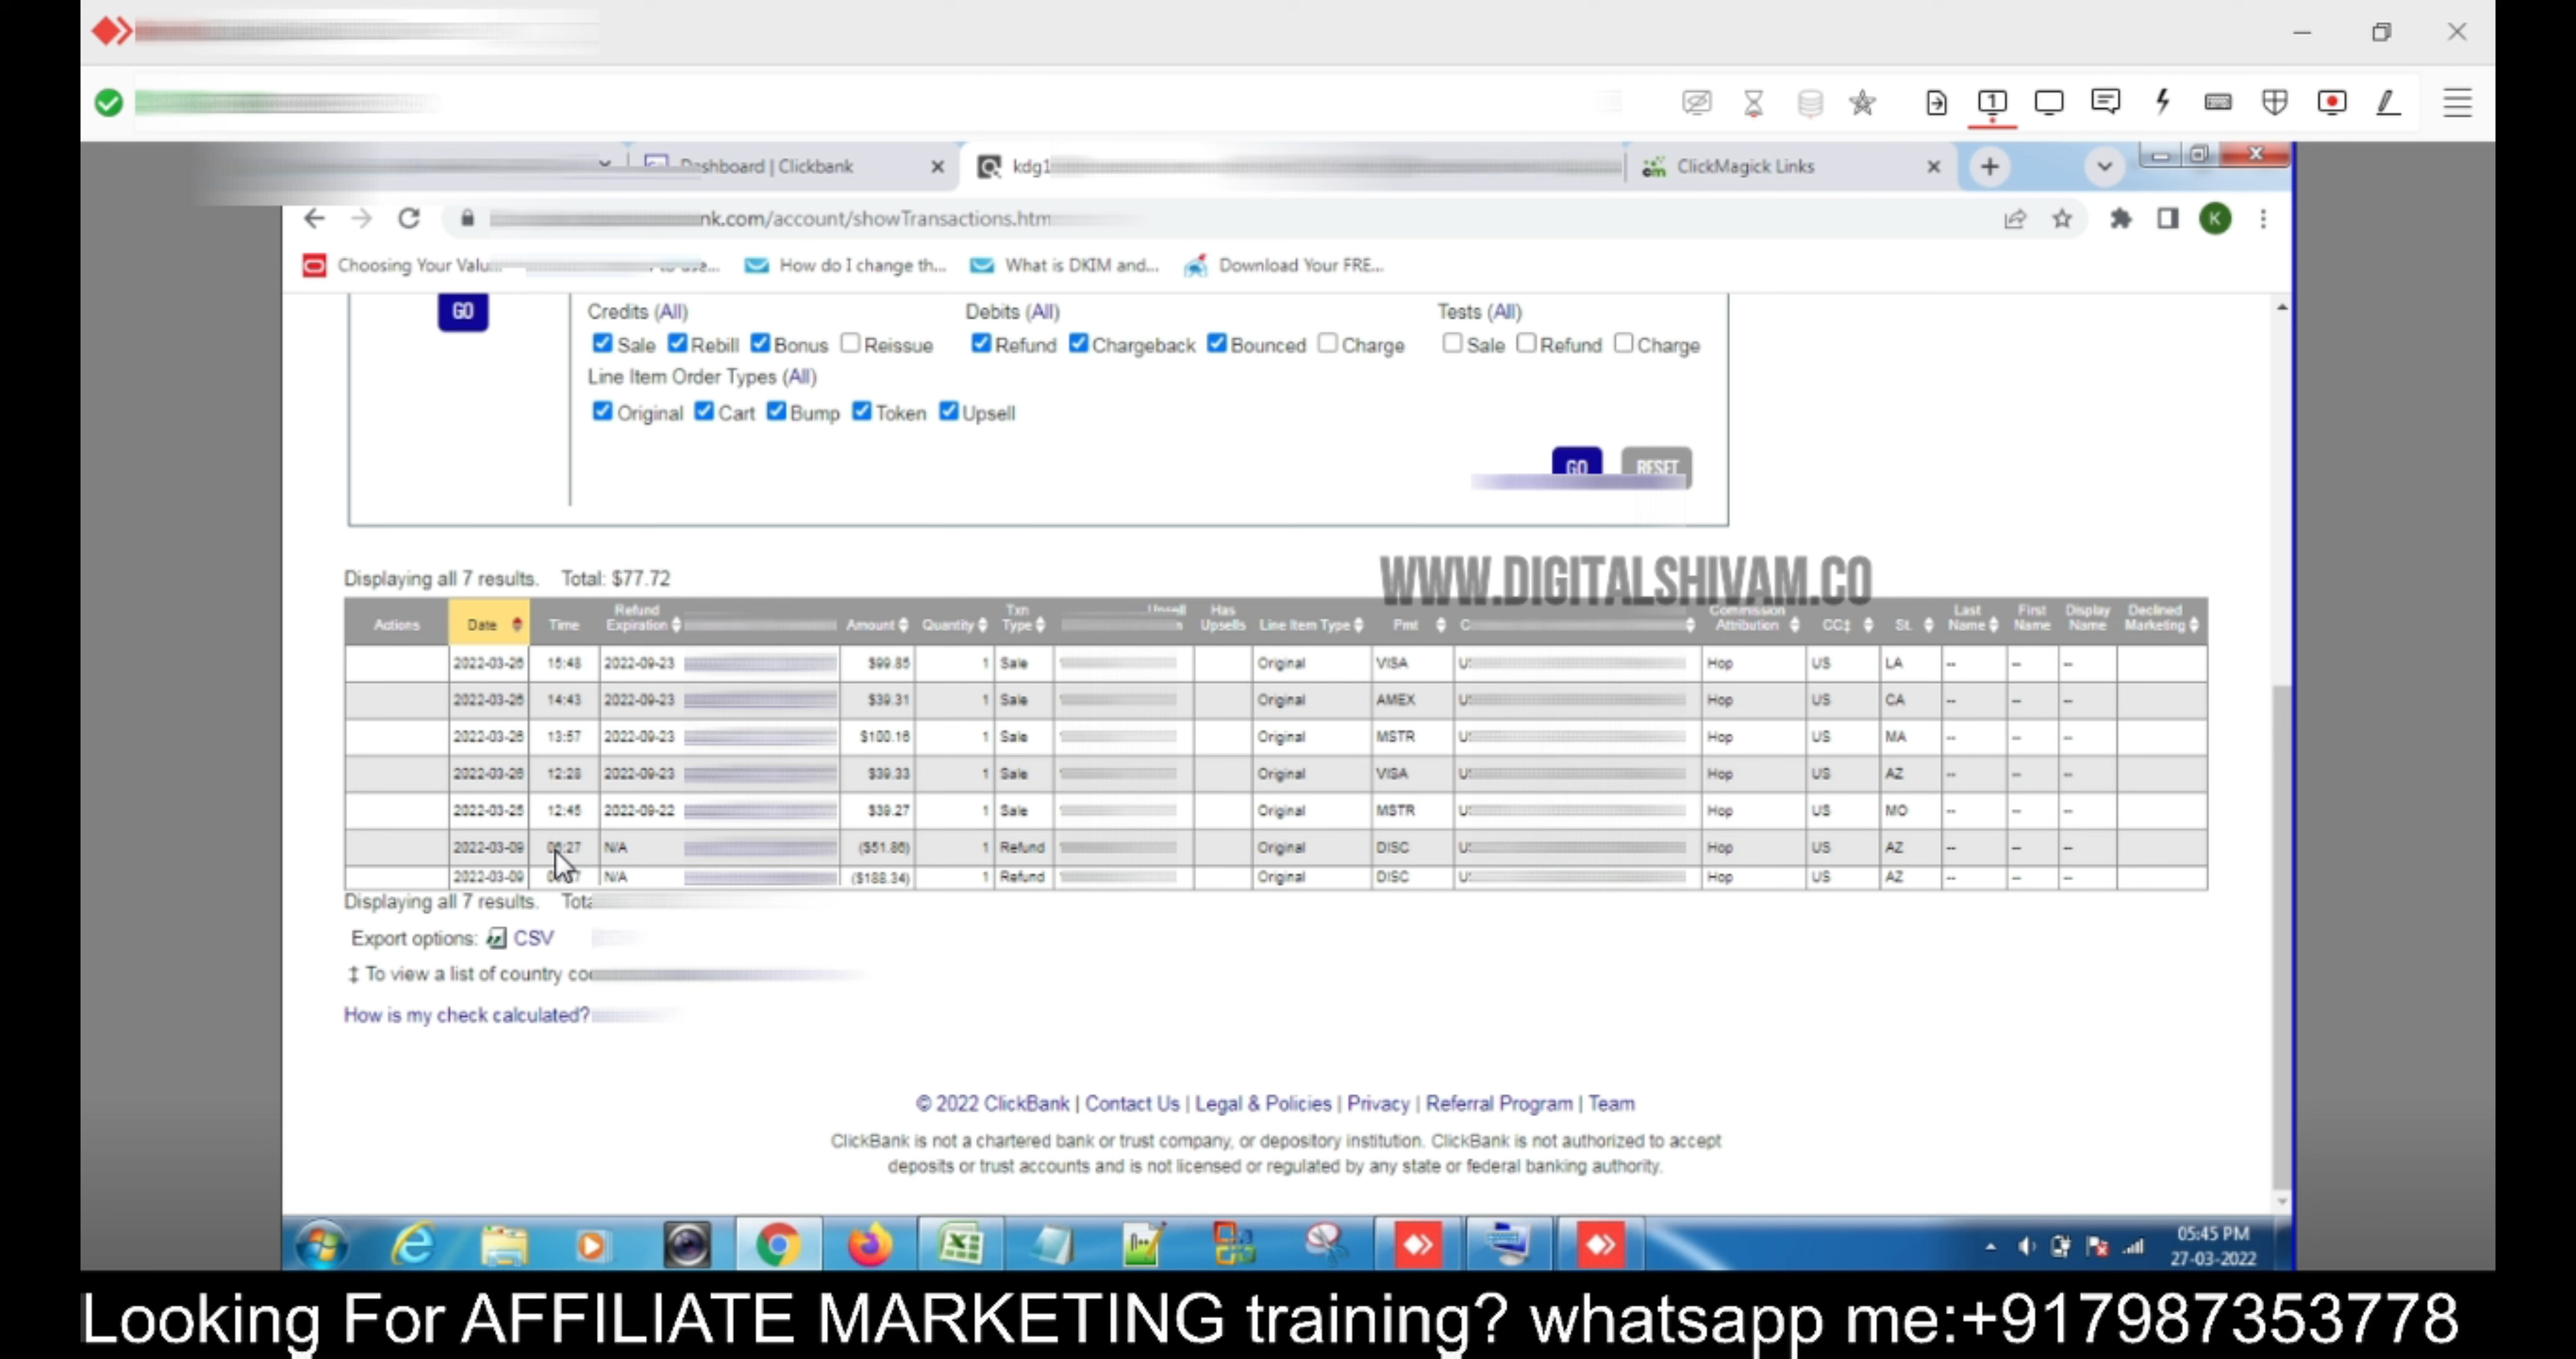 Dashboard | Clickbank
kdg1
ClickMagick Links
nk.com/account/showTransactions.htm
K
Choosing Your Valu...
How do I change th...
What is DKIM and...
Download Your FRE...
GO
Credits (All)
Debits (All)
Tests (All)
Sale Rebill Bonus Reissue
Refund Chargeback Bounced Charge
Sale Refund Charge
Line Item Order Types (All)
Original Cart Bump Token Upsell
GO RESET
WWW.DIGITALSHIVAM.CO
Displaying all 7 results. Total: $77.72
Actions Date Time Refund Expiration Amount Quantity Txn Type Upsell Has Upsells Line Item Type Pmt C Commission Attribution CC‡ St. Last Name First Name Display Name Declined Marketing
2022-03-26 15:48 2022-09-23 $99.85 1 Sale Original VISA U Hop US LA -- -- --
2022-03-26 14:43 2022-09-23 $39.31 1 Sale Original AMEX U Hop US CA -- -- --
2022-03-26 13:57 2022-09-23 $100.16 1 Sale Original MSTR U Hop US MA -- -- --
2022-03-26 12:28 2022-09-23 $39.33 1 Sale Original VISA U Hop US AZ -- -- --
2022-03-25 12:45 2022-09-22 $39.27 1 Sale Original MSTR U Hop US MO -- -- --
2022-03-09 N/A ($51.86) 1 Refund Original DISC U Hop US AZ -- -- --
2022-03-09 N/A ($188.34) 1 Refund Original DISC U Hop US AZ -- -- --
Displaying all 7 results. Tota
Export options: CSV
‡ To view a list of country co
How is my check calculated?
© 2022 ClickBank | Contact Us | Legal & Policies | Privacy | Referral Program | Team
ClickBank is not a chartered bank or trust company, or depository institution. ClickBank is not authorized to accept
deposits or trust accounts and is not licensed or regulated by any state or federal banking authority.
05:45 PM
27-03-2022
Looking For AFFILIATE MARKETING training? whatsapp me:+917987353778